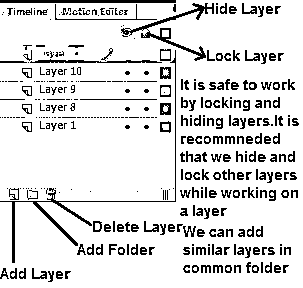 Timeline
Motion Editor
Hide Layer
Lock Layer
Layer 10
Layer 9
Layer 8
Layer 1
It is safe to work
by locking and
hiding layers.It is
recommneded
that we hide and
lock other layers
while working on
a layer
We can add
similar layers in
common folder
Delete Layer
Add Folder
Add Layer